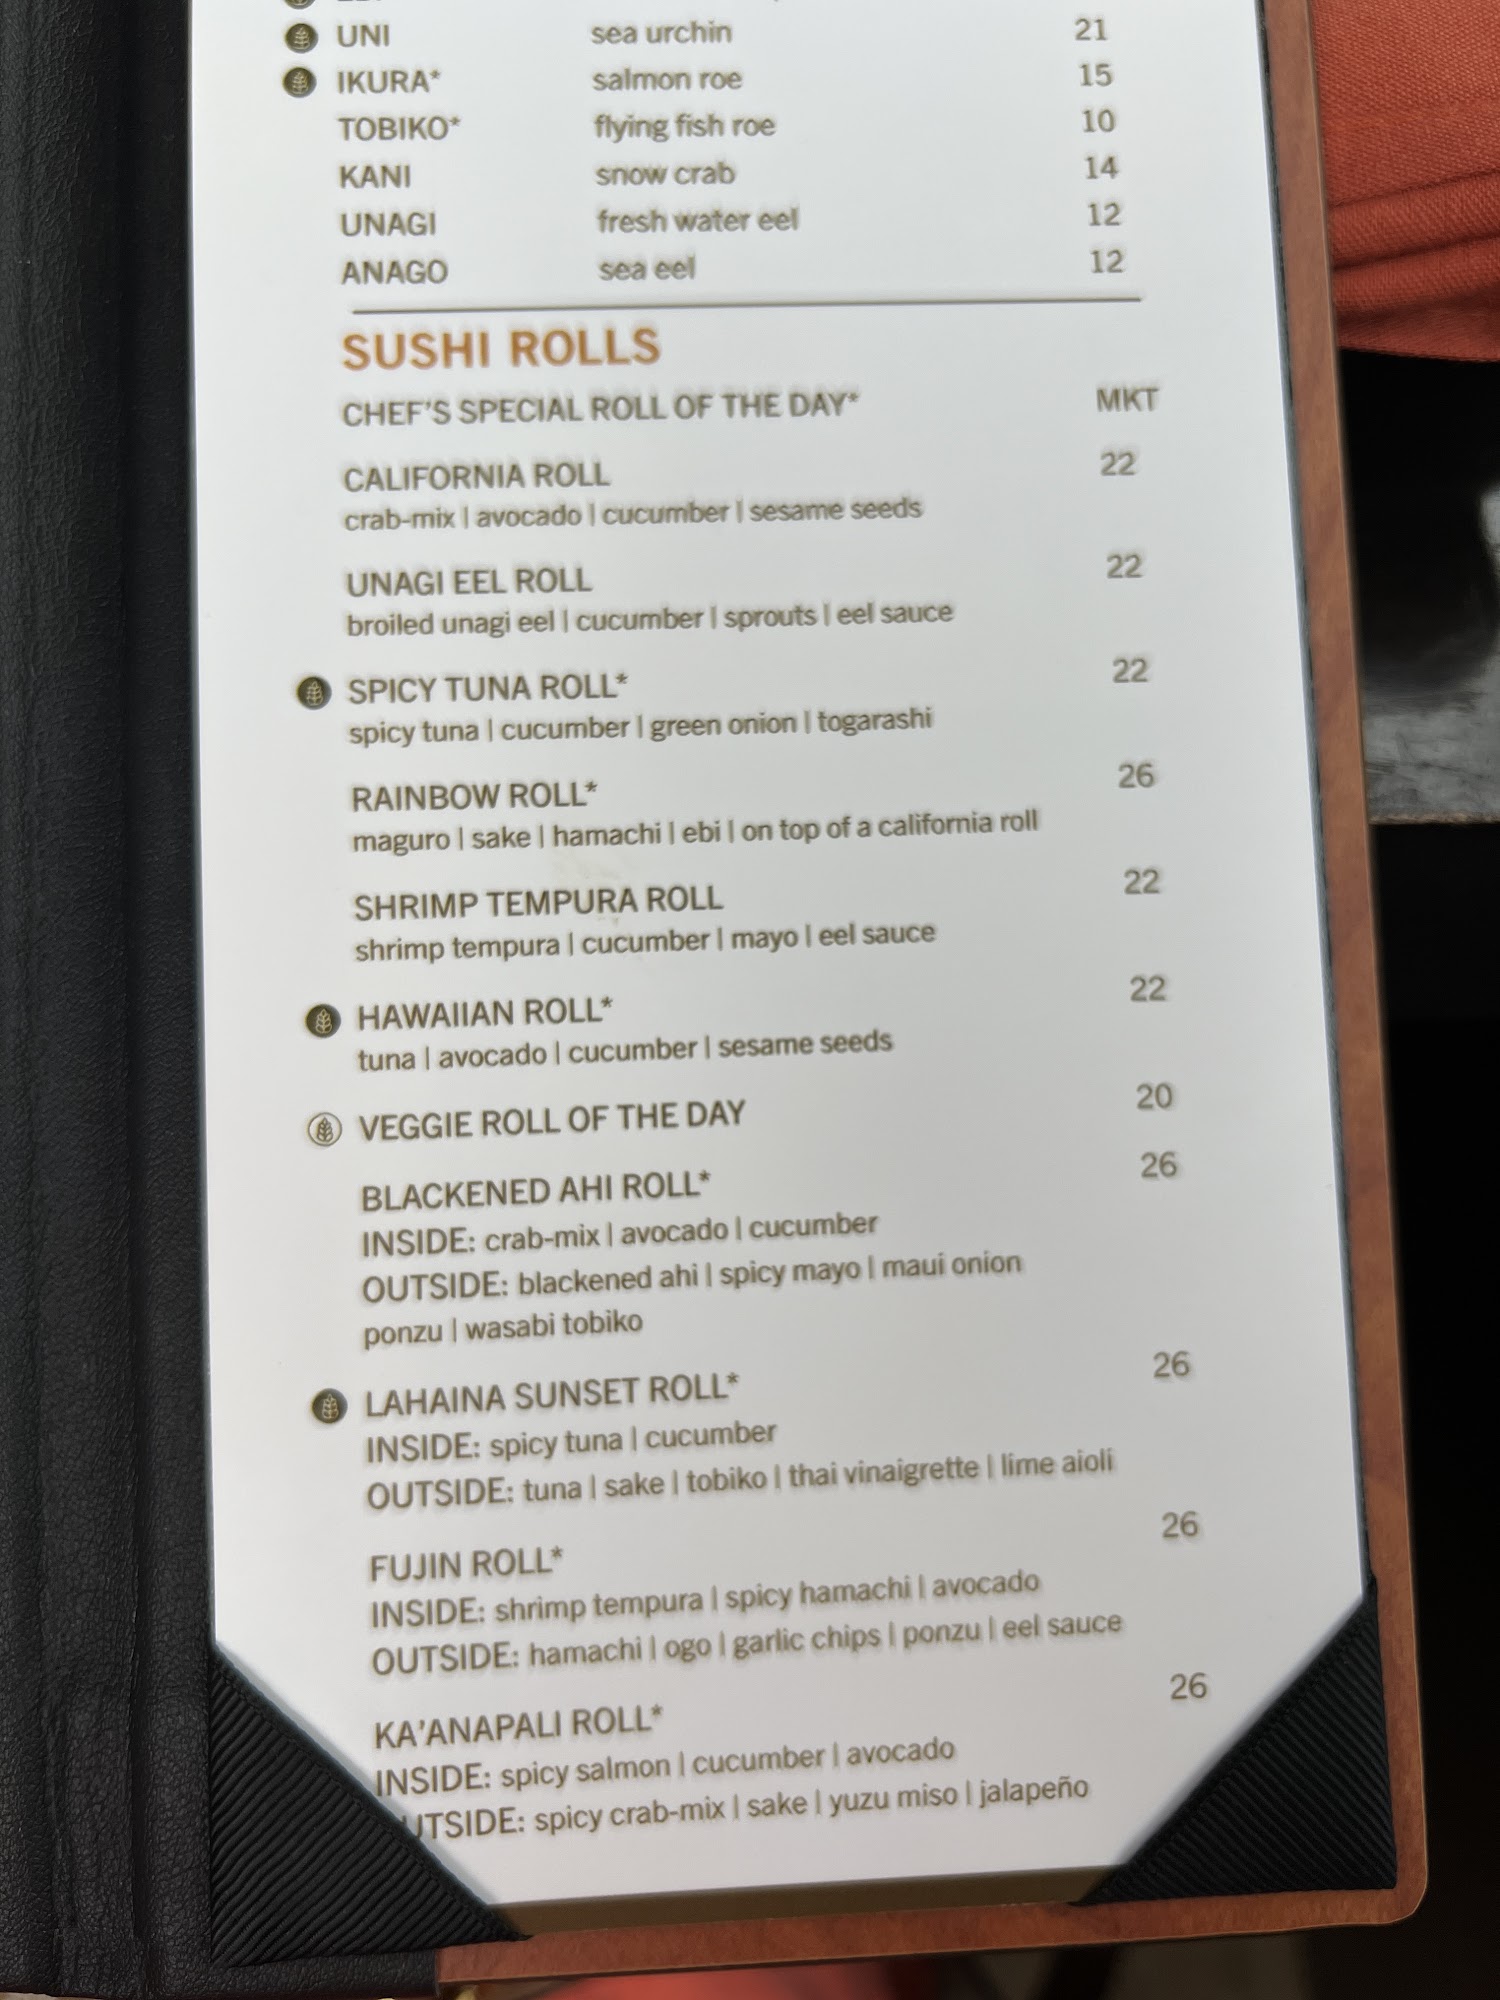 UNI sea urchin 21
IKURA* salmon roe 15
TOBIKO* flying fish roe 10
KANI snow crab 14
UNAGI fresh water eel 12
ANAGO sea eel 12
SUSHI ROLLS
CHEF'S SPECIAL ROLL OF THE DAY* MKT
CALIFORNIA ROLL 22
crab-mix | avocado | cucumber | sesame seeds
UNAGI EEL ROLL 22
broiled unagi eel | cucumber | sprouts | eel sauce
SPICY TUNA ROLL* 22
spicy tuna | cucumber | green onion | togarashi
RAINBOW ROLL* 26
maguro | sake | hamachi | ebi | on top of a california roll
SHRIMP TEMPURA ROLL 22
shrimp tempura | cucumber | mayo | eel sauce
HAWAIIAN ROLL* 22
tuna | avocado | cucumber | sesame seeds
VEGGIE ROLL OF THE DAY 20
BLACKENED AHI ROLL* 26
INSIDE: crab-mix | avocado | cucumber
OUTSIDE: blackened ahi | spicy mayo | maui onion
ponzu | wasabi tobiko
LAHAINA SUNSET ROLL* 26
INSIDE: spicy tuna | cucumber
OUTSIDE: tuna | sake | tobiko | thai vinaigrette | lime aioli
FUJIN ROLL* 26
INSIDE: shrimp tempura | spicy hamachi | avocado
OUTSIDE: hamachi | ogo | garlic chips | ponzu | eel sauce
KA'ANAPALI ROLL* 26
INSIDE: spicy salmon | cucumber | avocado
UTSIDE: spicy crab-mix | sake | yuzu miso | jalapeño